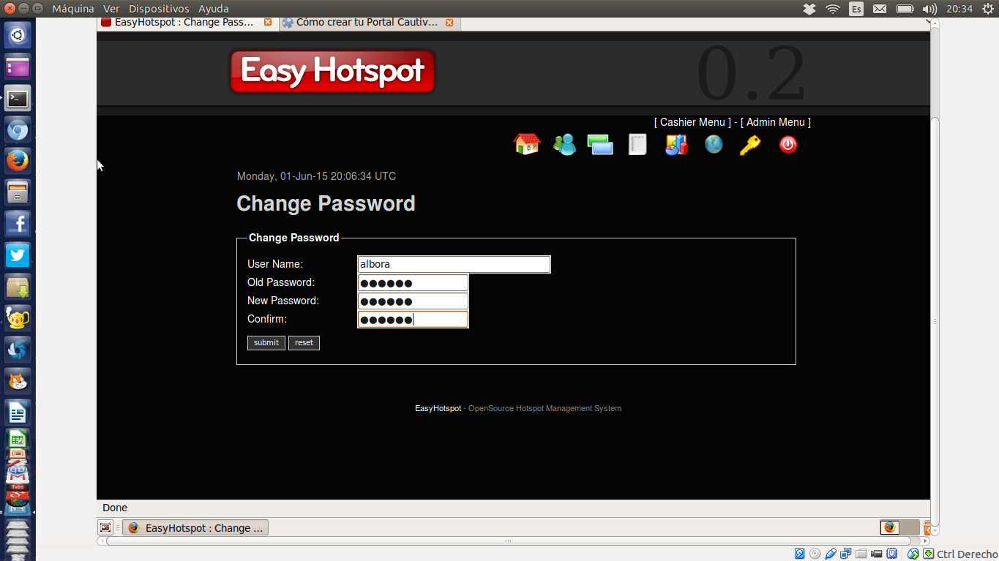 Máquina Ver Dispositivos Ayuda
Es
20:34
EasyHotspot : Change Pass...
Cómo crear tu Portal Cautiv...
Easy Hotspot
0.2
[ Cashier Menu ] - [ Admin Menu ]
Monday, 01-Jun-15 20:06:34 UTC
Change Password
Change Password
User Name: albora
Old Password: ●●●●●●
New Password: ●●●●●●
Confirm: ●●●●●●
submit reset
EasyHotspot - OpenSource Hotspot Management System
Tube
Done
EasyHotspot : Change ...
Ctrl Derecho